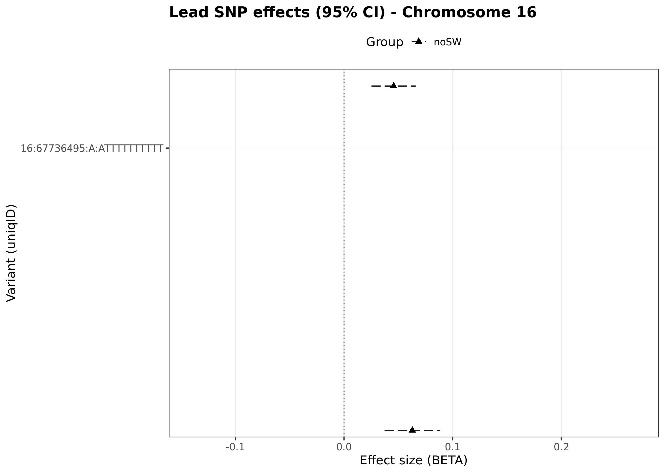 Lead SNP effects (95% CI) - Chromosome 16
Group noSW
16:67736495:A:ATTTTTTTTTT
Variant (uniqID)
-0.1 0.0 0.1 0.2
Effect size (BETA)